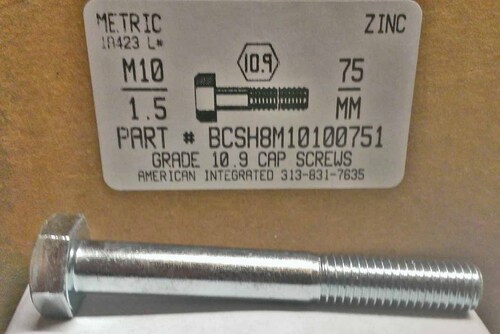 METRIC ZINC
10423 L#
M10 10.9 75
1.5 MM
PART # BCSH8M10100751
GRADE 10.9 CAP SCREWS
AMERICAN INTEGRATED 313-831-7635